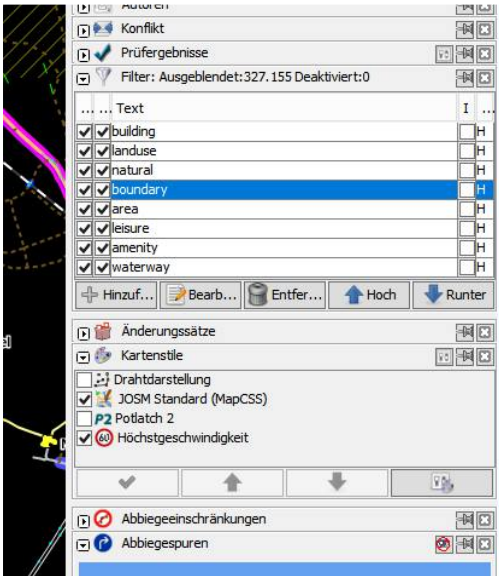 Autoren
Konflikt
Prüfergebnisse
Filter: Ausgeblendet:327.155 Deaktiviert:0
... ... Text I ...
building H
landuse H
natural H
boundary H
area H
leisure H
amenity H
waterway H
Hinzuf... Bearb... Entfer... Hoch Runter
Änderungssätze
Kartenstile
Drahtdarstellung
JOSM Standard (MapCSS)
P2 Potlatch 2
60 Höchstgeschwindigkeit
Abbiegeeinschränkungen
Abbiegespuren